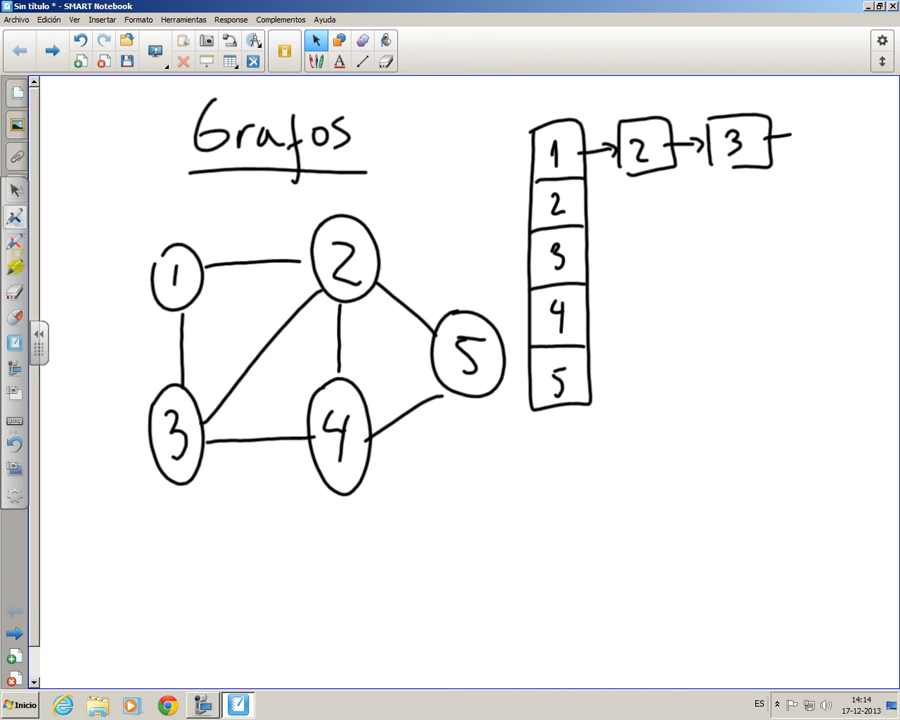 Sin título * - SMART Notebook
Archivo Edición Ver Insertar Formato Herramientas Response Complementos Ayuda
Grafos
1 2 3
2
3
4
5
1 2
5
3 4
Inicio
ES
14:14
17-12-2013